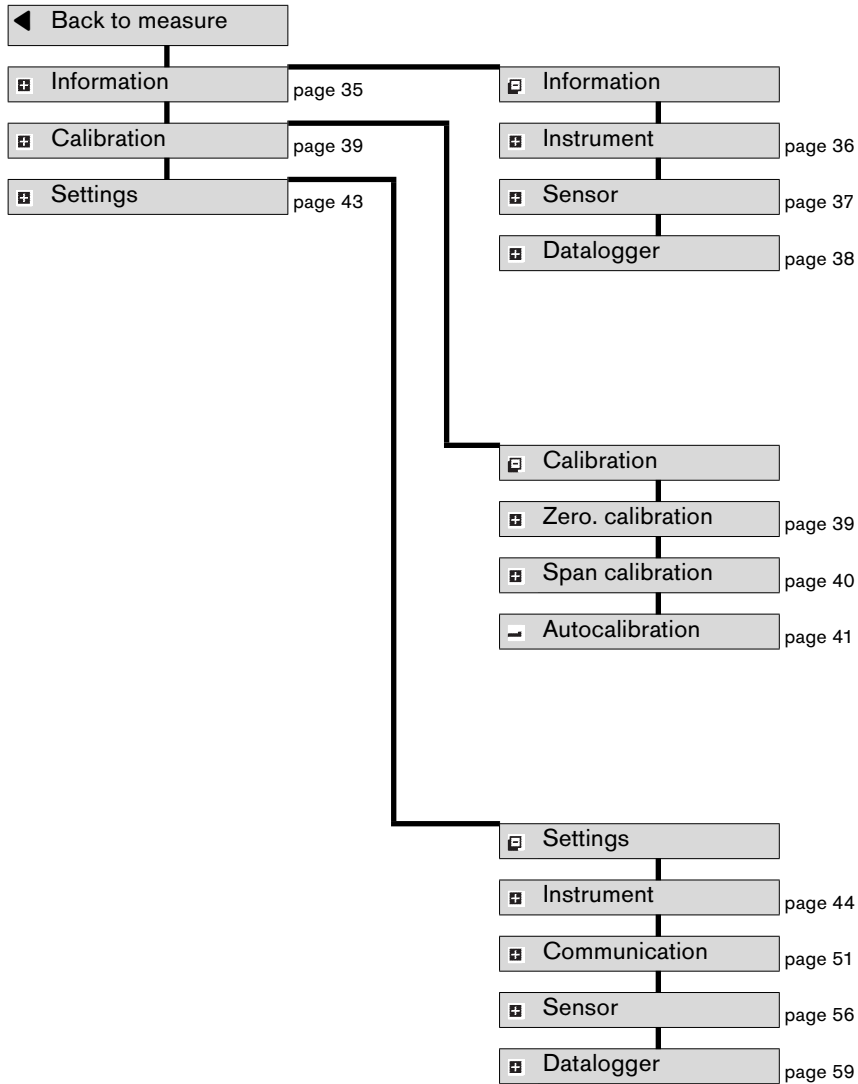 Back to measure
Information
page 35
Calibration
page 39
Settings
page 43
Information
Instrument
page 36
Sensor
page 37
Datalogger
page 38
Calibration
Zero. calibration
page 39
Span calibration
page 40
Autocalibration
page 41
Settings
Instrument
page 44
Communication
page 51
Sensor
page 56
Datalogger
page 59